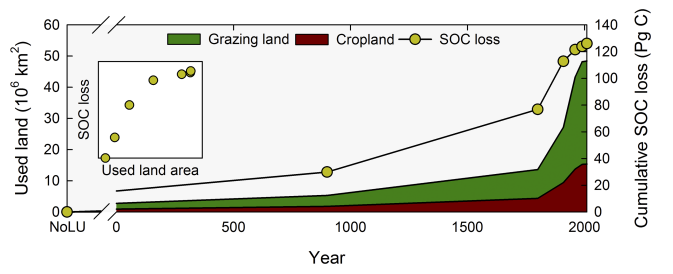 60
50
40
30
20
10
0
Used land (10⁶ km²)
Grazing land Cropland SOC loss
SOC loss
Used land area
140
120
100
80
60
40
20
0
Cumulative SOC loss (Pg C)
NoLU 0 500 1000 1500 2000
Year